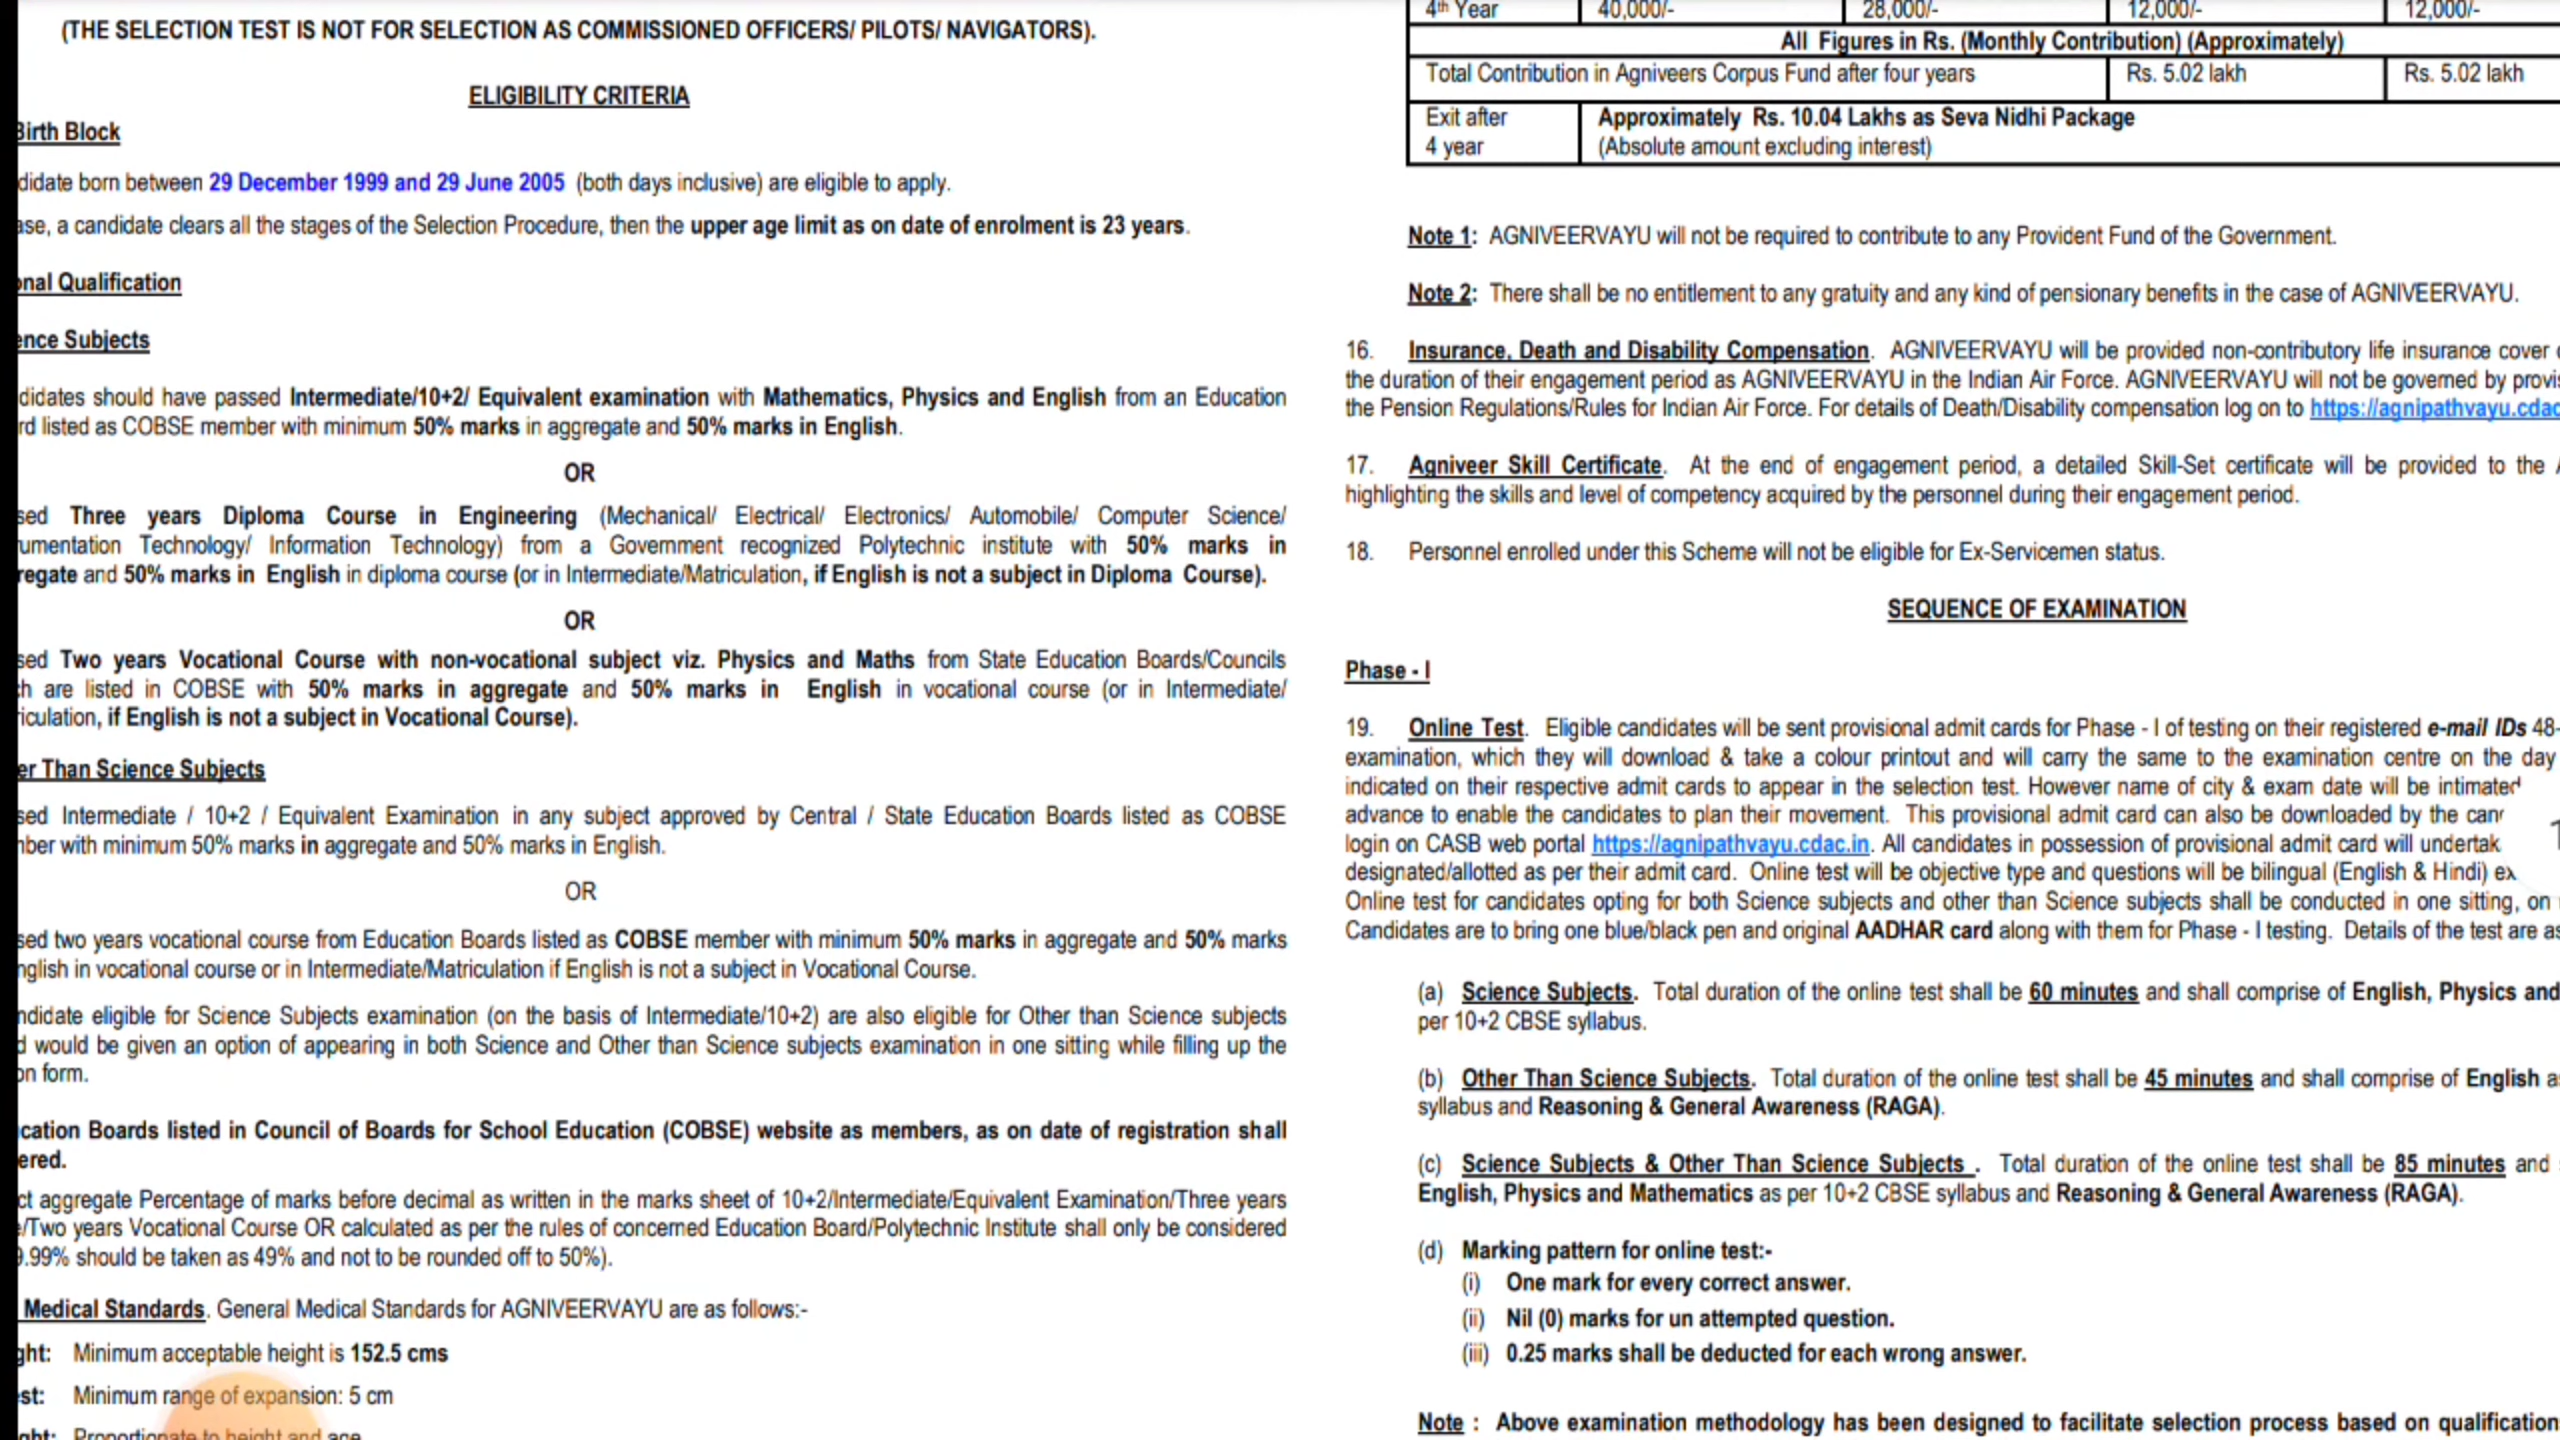 (THE SELECTION TEST IS NOT FOR SELECTION AS COMMISSIONED OFFICERS/ PILOTS/ NAVIGATORS).
ELIGIBILITY CRITERIA
Birth Block
didate born between 29 December 1999 and 29 June 2005 (both days inclusive) are eligible to apply.
ase, a candidate clears all the stages of the Selection Procedure, then the upper age limit as on date of enrolment is 23 years.
onal Qualification
ence Subjects
didates should have passed Intermediate/10+2/ Equivalent examination with Mathematics, Physics and English from an Education
rd listed as COBSE member with minimum 50% marks in aggregate and 50% marks in English.
OR
sed Three years Diploma Course in Engineering (Mechanical/ Electrical/ Electronics/ Automobile/ Computer Science/
umentation Technology/ Information Technology) from a Government recognized Polytechnic institute with 50% marks in
regate and 50% marks in English in diploma course (or in Intermediate/Matriculation, if English is not a subject in Diploma Course).
OR
sed Two years Vocational Course with non-vocational subject viz. Physics and Maths from State Education Boards/Councils
h are listed in COBSE with 50% marks in aggregate and 50% marks in English in vocational course (or in Intermediate/
iculation, if English is not a subject in Vocational Course).
er Than Science Subjects
sed Intermediate / 10+2 / Equivalent Examination in any subject approved by Central / State Education Boards listed as COBSE
nber with minimum 50% marks in aggregate and 50% marks in English.
OR
sed two years vocational course from Education Boards listed as COBSE member with minimum 50% marks in aggregate and 50% marks
nglish in vocational course or in Intermediate/Matriculation if English is not a subject in Vocational Course.
ndidate eligible for Science Subjects examination (on the basis of Intermediate/10+2) are also eligible for Other than Science subjects
d would be given an option of appearing in both Science and Other than Science subjects examination in one sitting while filling up the
on form.
cation Boards listed in Council of Boards for School Education (COBSE) website as members, as on date of registration shall
ered.
ct aggregate Percentage of marks before decimal as written in the marks sheet of 10+2/Intermediate/Equivalent Examination/Three years
/Two years Vocational Course OR calculated as per the rules of concerned Education Board/Polytechnic Institute shall only be considered
9.99% should be taken as 49% and not to be rounded off to 50%).
Medical Standards. General Medical Standards for AGNIVEERVAYU are as follows:-
ght: Minimum acceptable height is 152.5 cms
st: Minimum range of expansion: 5 cm
ght: Proportionate to height and age
4th Year 40,000/- 28,000/- 12,000/- 12,000/-
All Figures in Rs. (Monthly Contribution) (Approximately)
Total Contribution in Agniveers Corpus Fund after four years Rs. 5.02 lakh Rs. 5.02 lakh
Exit after Approximately Rs. 10.04 Lakhs as Seva Nidhi Package
4 year (Absolute amount excluding interest)
Note 1: AGNIVEERVAYU will not be required to contribute to any Provident Fund of the Government.
Note 2: There shall be no entitlement to any gratuity and any kind of pensionary benefits in the case of AGNIVEERVAYU.
16. Insurance, Death and Disability Compensation. AGNIVEERVAYU will be provided non-contributory life insurance cover
the duration of their engagement period as AGNIVEERVAYU in the Indian Air Force. AGNIVEERVAYU will not be governed by provis
the Pension Regulations/Rules for Indian Air Force. For details of Death/Disability compensation log on to https://agnipathvayu.cdac
17. Agniveer Skill Certificate. At the end of engagement period, a detailed Skill-Set certificate will be provided to the
highlighting the skills and level of competency acquired by the personnel during their engagement period.
18. Personnel enrolled under this Scheme will not be eligible for Ex-Servicemen status.
SEQUENCE OF EXAMINATION
Phase - I
19. Online Test. Eligible candidates will be sent provisional admit cards for Phase - I of testing on their registered e-mail IDs 48-
examination, which they will download & take a colour printout and will carry the same to the examination centre on the day
indicated on their respective admit cards to appear in the selection test. However name of city & exam date will be intimated
advance to enable the candidates to plan their movement. This provisional admit card can also be downloaded by the can
login on CASB web portal https://agnipathvayu.cdac.in. All candidates in possession of provisional admit card will undertak
designated/allotted as per their admit card. Online test will be objective type and questions will be bilingual (English & Hindi) ex
Online test for candidates opting for both Science subjects and other than Science subjects shall be conducted in one sitting, on
Candidates are to bring one blue/black pen and original AADHAR card along with them for Phase - I testing. Details of the test are as
(a) Science Subjects. Total duration of the online test shall be 60 minutes and shall comprise of English, Physics and
per 10+2 CBSE syllabus.
(b) Other Than Science Subjects. Total duration of the online test shall be 45 minutes and shall comprise of English as
syllabus and Reasoning & General Awareness (RAGA).
(c) Science Subjects & Other Than Science Subjects . Total duration of the online test shall be 85 minutes and
English, Physics and Mathematics as per 10+2 CBSE syllabus and Reasoning & General Awareness (RAGA).
(d) Marking pattern for online test:-
(i) One mark for every correct answer.
(ii) Nil (0) marks for un attempted question.
(iii) 0.25 marks shall be deducted for each wrong answer.
Note : Above examination methodology has been designed to facilitate selection process based on qualification